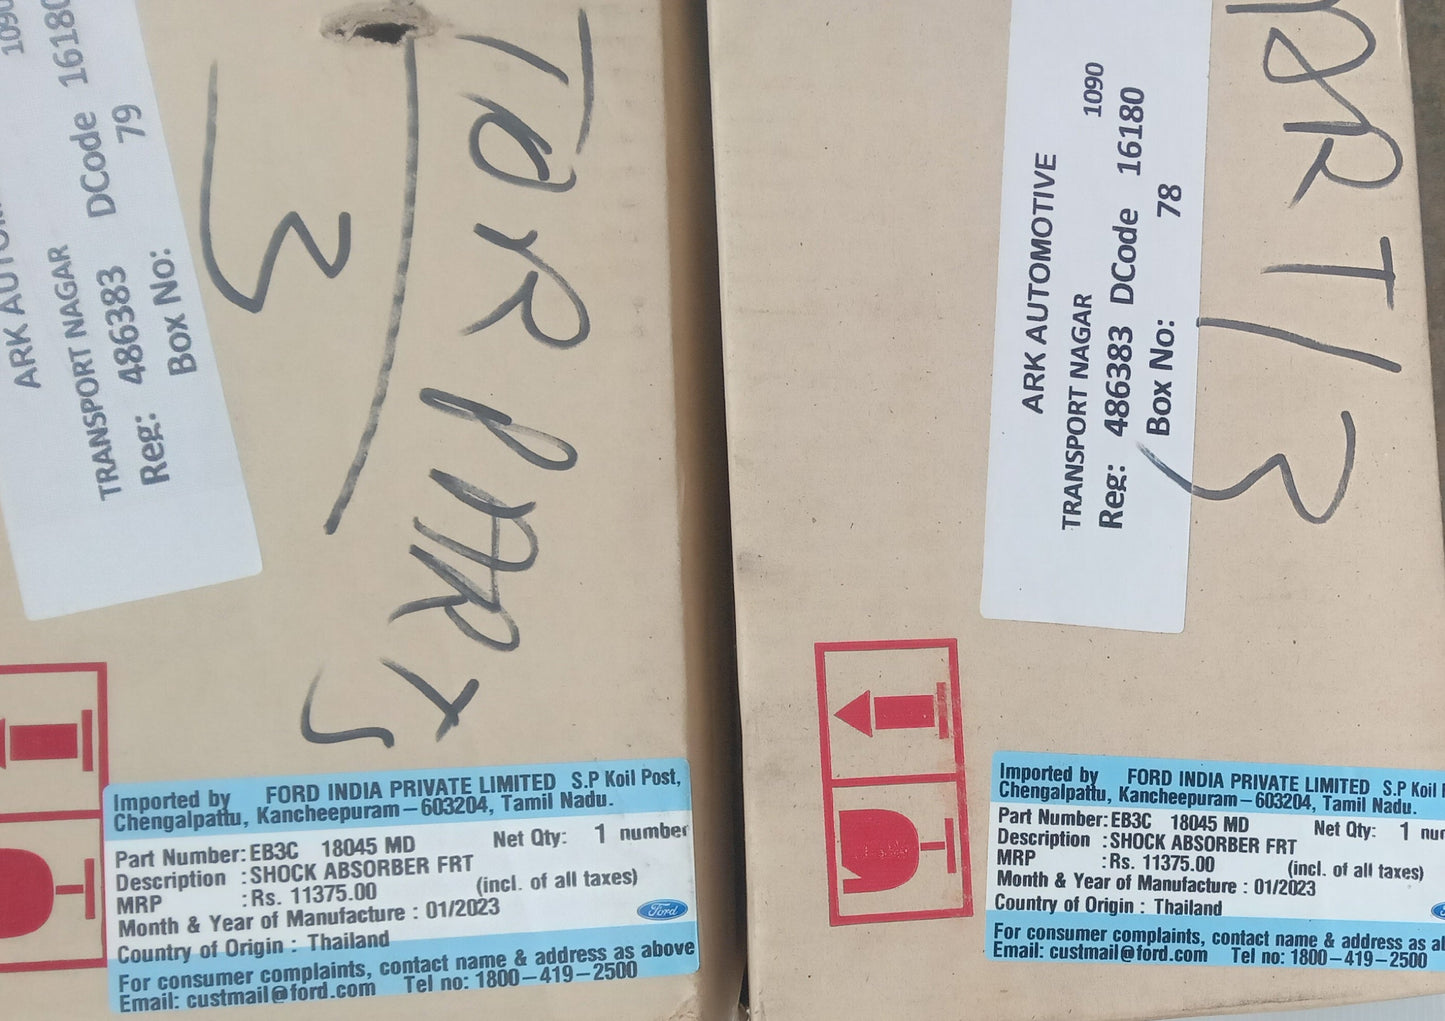 1090
ARK AUTO
TRANSPORT NAGAR
Reg: 486383 DCode 16180
Box No: 79
3
TOR PARTS
Imported by FORD INDIA PRIVATE LIMITED S.P Koil Post,
Chengalpattu, Kancheepuram-603204, Tamil Nadu.
Part Number: EB3C 18045 MD Net Qty: 1 number
Description : SHOCK ABSORBER FRT
MRP : Rs. 11375.00 (incl. of all taxes)
Month & Year of Manufacture : 01/2023
Country of Origin : Thailand
Ford
For consumer complaints, contact name & address as above
Email: custmail@ford.com Tel no: 1800-419-2500
1090
ARK AUTOMOTIVE
TRANSPORT NAGAR
Reg: 486383 DCode 16180
Box No: 78
RT/3
Imported by FORD INDIA PRIVATE LIMITED S.P Koil
Chengalpattu, Kancheepuram-603204, Tamil Nadu.
Part Number: EB3C 18045 MD Net Qty: 1 nu
Description : SHOCK ABSORBER FRT
MRP : Rs. 11375.00 (incl. of all taxes)
Month & Year of Manufacture : 01/2023
Country of Origin : Thailand
For consumer complaints, contact name & address as a
Email: custmail@ford.com Tel no: 1800-419-2500